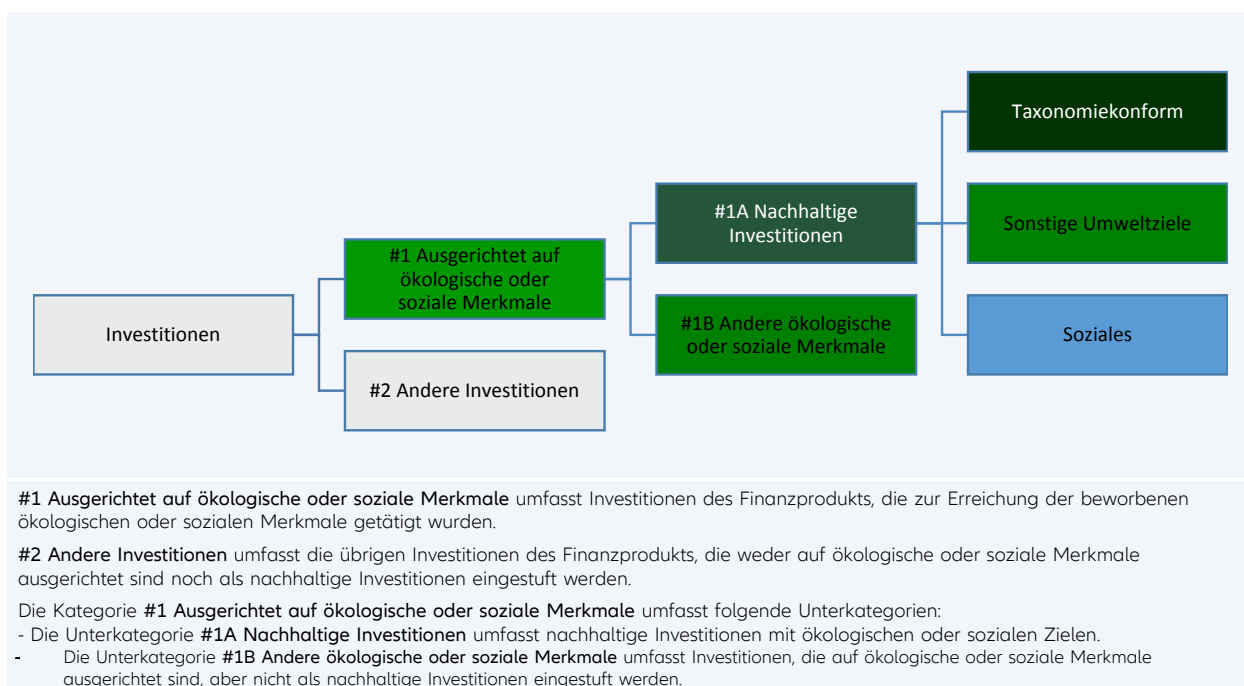 Taxonomiekonform
#1A Nachhaltige
Investitionen
Sonstige Umweltziele
#1 Ausgerichtet auf
ökologische oder
soziale Merkmale
Investitionen
#1B Andere ökologische
oder soziale Merkmale
Soziales
#2 Andere Investitionen
#1 Ausgerichtet auf ökologische oder soziale Merkmale umfasst Investitionen des Finanzprodukts, die zur Erreichung der beworbenen
ökologischen oder sozialen Merkmale getätigt wurden.
#2 Andere Investitionen umfasst die übrigen Investitionen des Finanzprodukts, die weder auf ökologische oder soziale Merkmale
ausgerichtet sind noch als nachhaltige Investitionen eingestuft werden.
Die Kategorie #1 Ausgerichtet auf ökologische oder soziale Merkmale umfasst folgende Unterkategorien:
- Die Unterkategorie #1A Nachhaltige Investitionen umfasst nachhaltige Investitionen mit ökologischen oder sozialen Zielen.
- Die Unterkategorie #1B Andere ökologische oder soziale Merkmale umfasst Investitionen, die auf ökologische oder soziale Merkmale
ausgerichtet sind, aber nicht als nachhaltige Investitionen eingestuft werden.